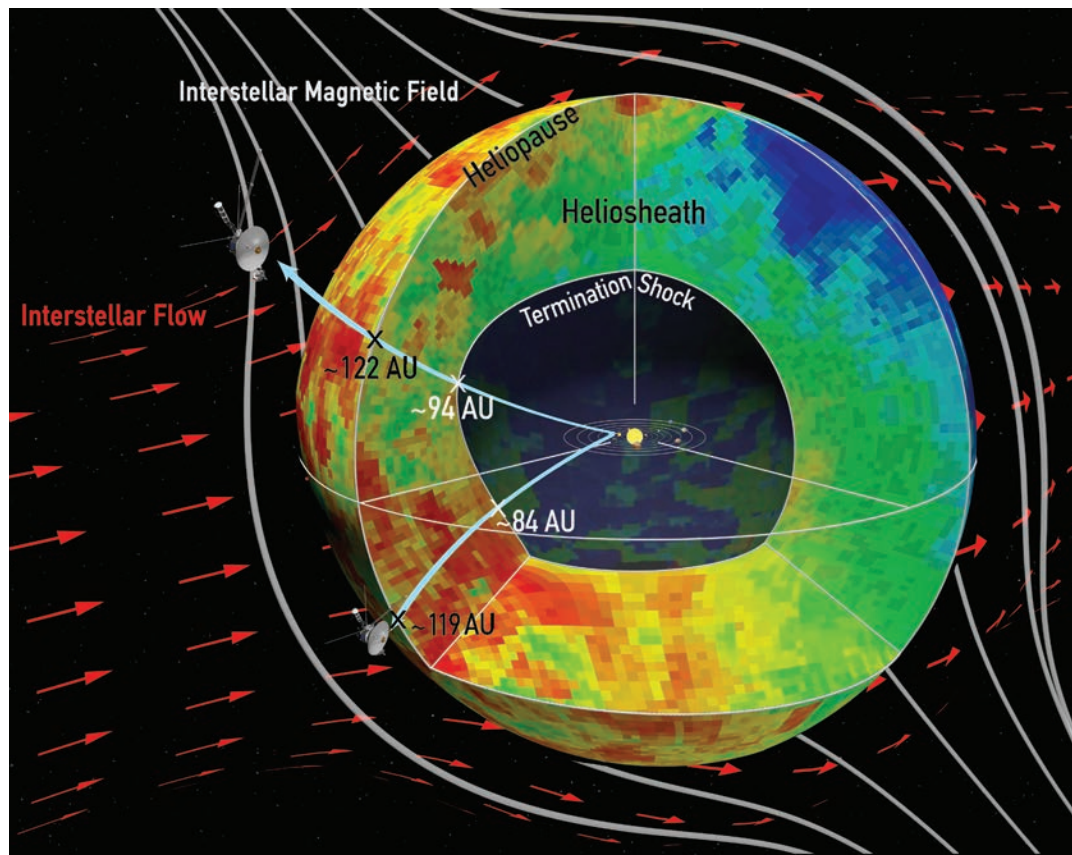 Interstellar Magnetic Field
Heliopause
Heliosheath
Termination Shock
Interstellar Flow
~122 AU
~94 AU
~84 AU
~119 AU